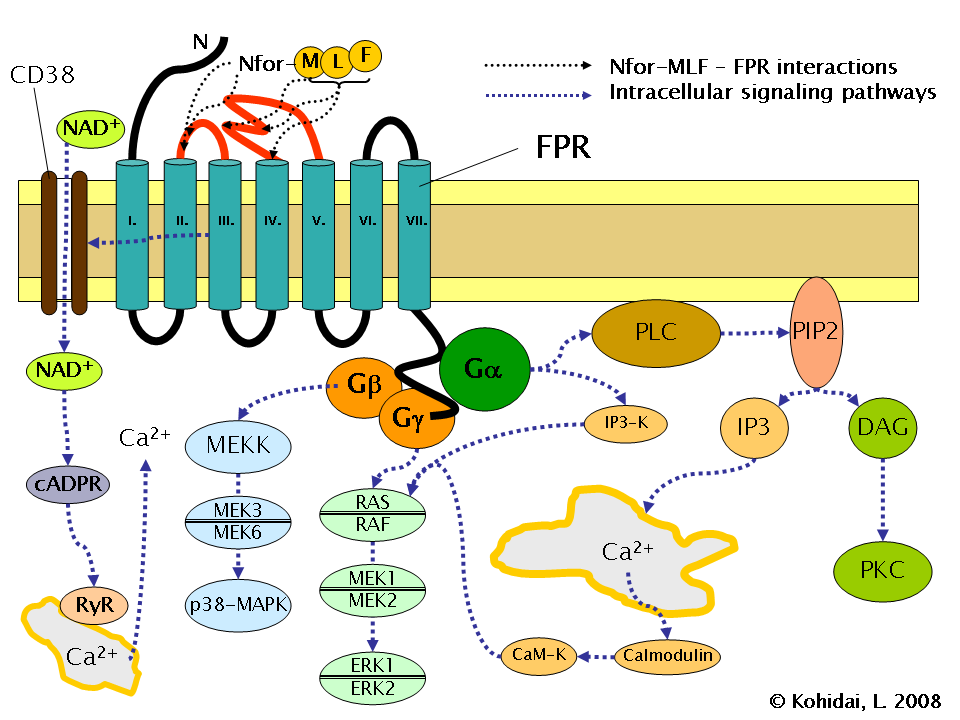 N
Nfor-
M
L
F
Nfor-MLF - FPR interactions
Intracellular signaling pathways
CD38
NAD+
FPR
I.
II.
III.
IV.
V.
VI.
VII.
PLC
PIP2
NAD+
Gβ
Gα
Gγ
IP3-K
IP3
DAG
Ca2+
MEKK
cADPR
MEK3
MEK6
RAS
RAF
Ca2+
PKC
RyR
p38-MAPK
MEK1
MEK2
Ca2+
ERK1
ERK2
CaM-K
Calmodulin
© Kohidai, L. 2008